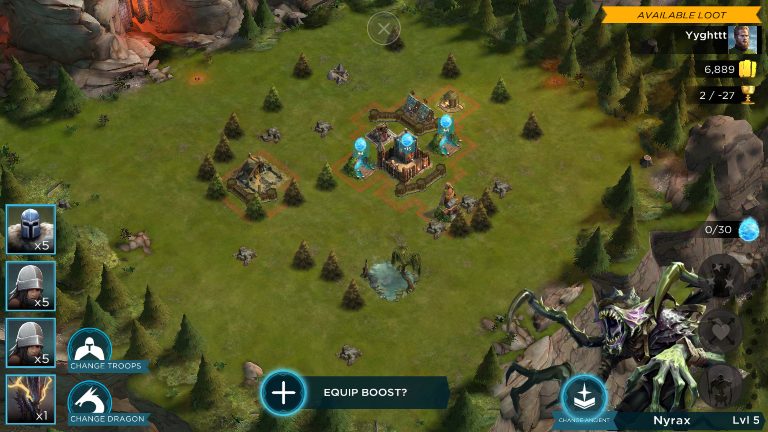 AVAILABLE LOOT
Yyghttt
6,889
2 / -27
0/30
x5
x5
x5
x1
CHANGE TROOPS
CHANGE DRAGON
EQUIP BOOST?
CHANGE ANCIENT
Nyrax
Lvl 5